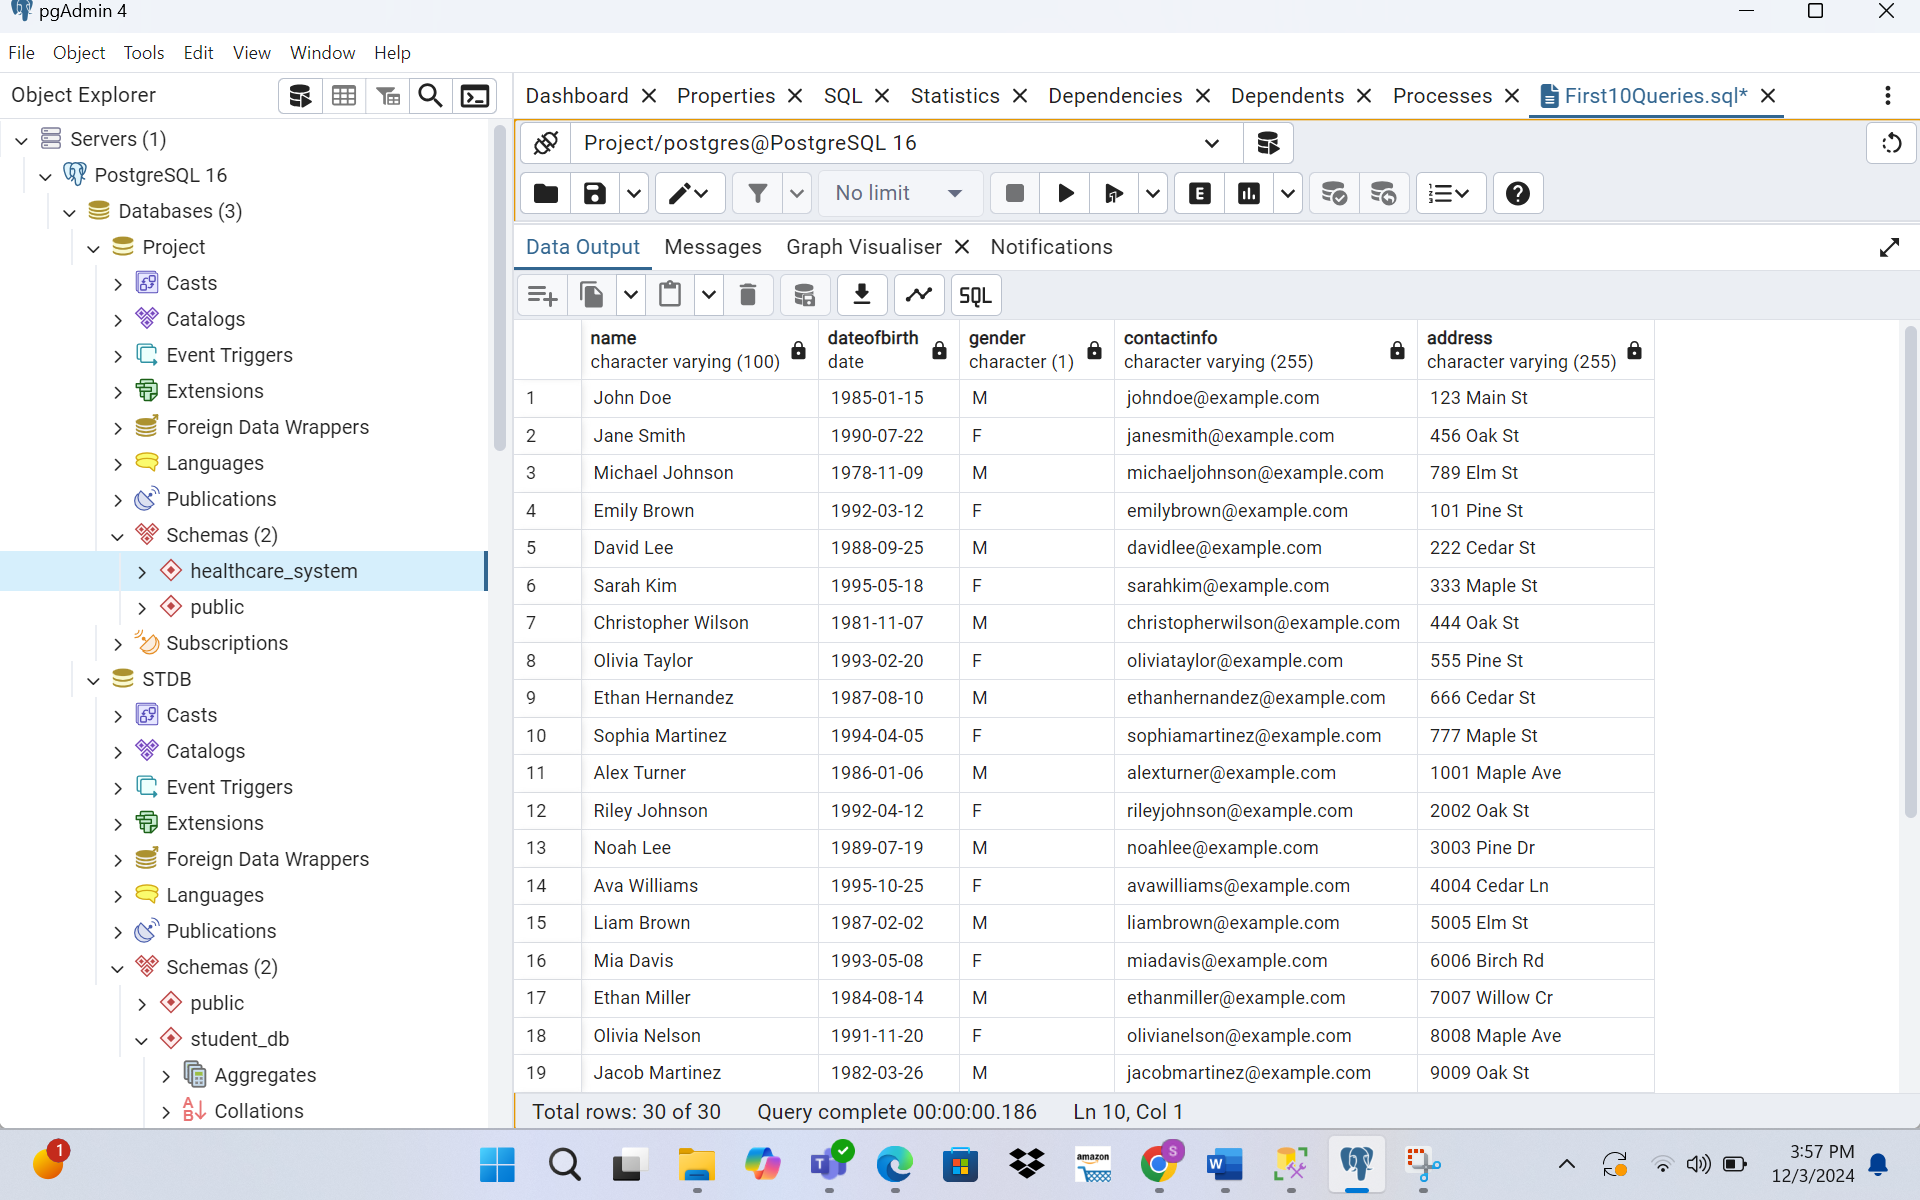 pgAdmin 4
File Object Tools Edit View Window Help
Object Explorer
Dashboard Properties SQL Statistics Dependencies Dependents Processes First10Queries.sql*
Servers (1)
PostgreSQL 16
Databases (3)
Project
Casts
Catalogs
Event Triggers
Extensions
Foreign Data Wrappers
Languages
Publications
Schemas (2)
healthcare_system
public
Subscriptions
STDB
Casts
Catalogs
Event Triggers
Extensions
Foreign Data Wrappers
Languages
Publications
Schemas (2)
public
student_db
Aggregates
Collations
Project/postgres@PostgreSQL 16
No limit
E
Data Output Messages Graph Visualiser Notifications
SQL
name dateofbirth gender contactinfo address
character varying (100) date character (1) character varying (255) character varying (255)
1 John Doe 1985-01-15 M johndoe@example.com 123 Main St
2 Jane Smith 1990-07-22 F janesmith@example.com 456 Oak St
3 Michael Johnson 1978-11-09 M michaeljohnson@example.com 789 Elm St
4 Emily Brown 1992-03-12 F emilybrown@example.com 101 Pine St
5 David Lee 1988-09-25 M davidlee@example.com 222 Cedar St
6 Sarah Kim 1995-05-18 F sarahkim@example.com 333 Maple St
7 Christopher Wilson 1981-11-07 M christopherwilson@example.com 444 Oak St
8 Olivia Taylor 1993-02-20 F oliviataylor@example.com 555 Pine St
9 Ethan Hernandez 1987-08-10 M ethanhernandez@example.com 666 Cedar St
10 Sophia Martinez 1994-04-05 F sophiamartinez@example.com 777 Maple St
11 Alex Turner 1986-01-06 M alexturner@example.com 1001 Maple Ave
12 Riley Johnson 1992-04-12 F rileyjohnson@example.com 2002 Oak St
13 Noah Lee 1989-07-19 M noahlee@example.com 3003 Pine Dr
14 Ava Williams 1995-10-25 F avawilliams@example.com 4004 Cedar Ln
15 Liam Brown 1987-02-02 M liambrown@example.com 5005 Elm St
16 Mia Davis 1993-05-08 F miadavis@example.com 6006 Birch Rd
17 Ethan Miller 1984-08-14 M ethanmiller@example.com 7007 Willow Cr
18 Olivia Nelson 1991-11-20 F olivianelson@example.com 8008 Maple Ave
19 Jacob Martinez 1982-03-26 M jacobmartinez@example.com 9009 Oak St
Total rows: 30 of 30 Query complete 00:00:00.186 Ln 10, Col 1
1
amazon
S
W
3:57 PM
12/3/2024